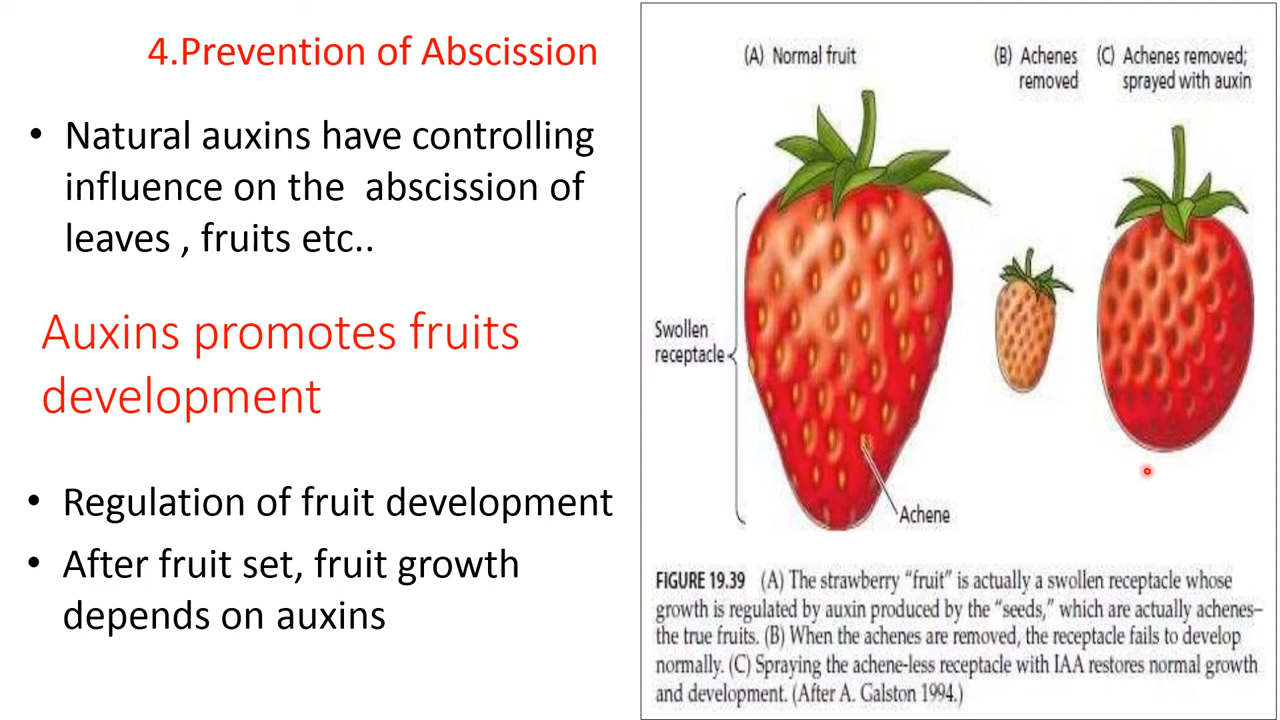 4.Prevention of Abscission
• Natural auxins have controlling
influence on the abscission of
leaves , fruits etc..
Auxins promotes fruits
development
• Regulation of fruit development
• After fruit set, fruit growth
depends on auxins
(A) Normal fruit
(B) Achenes
removed
(C) Achenes removed;
sprayed with auxin
Swollen
receptacle
Achene
FIGURE 19.39 (A) The strawberry “fruit” is actually a swollen receptacle whose
growth is regulated by auxin produced by the “seeds,” which are actually achenes–
the true fruits. (B) When the achenes are removed, the receptacle fails to develop
normally. (C) Spraying the achene-less receptacle with IAA restores normal growth
and development. (After A. Galston 1994.)